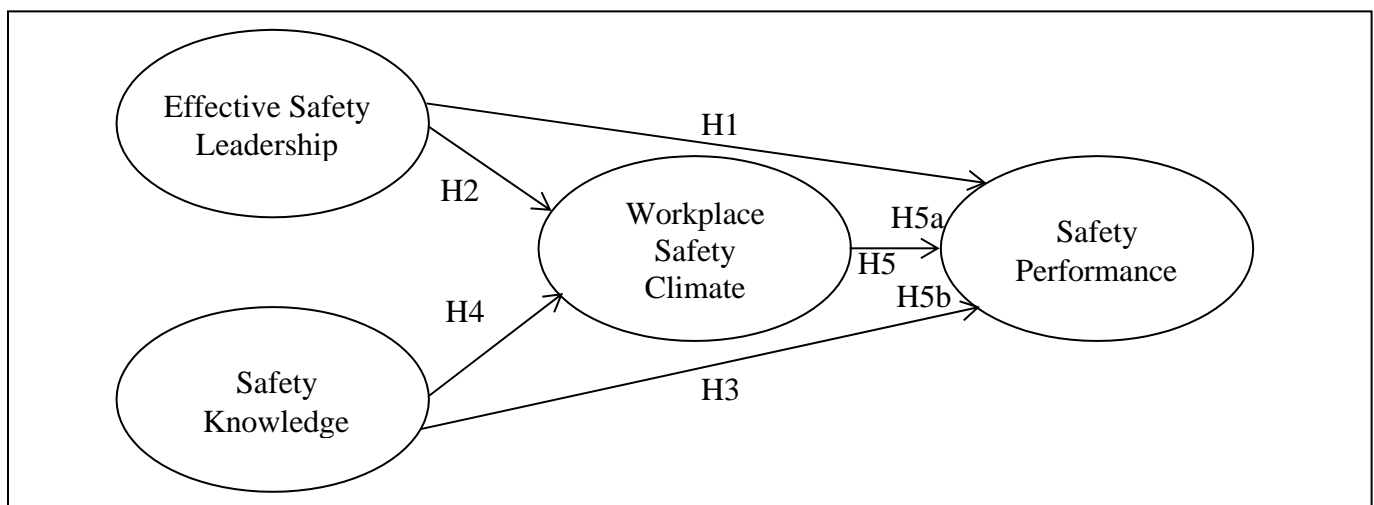 Effective Safety
Leadership
H1
H2
Workplace
Safety
Climate
H5a
H5
H5b
Safety
Performance
H4
Safety
Knowledge
H3